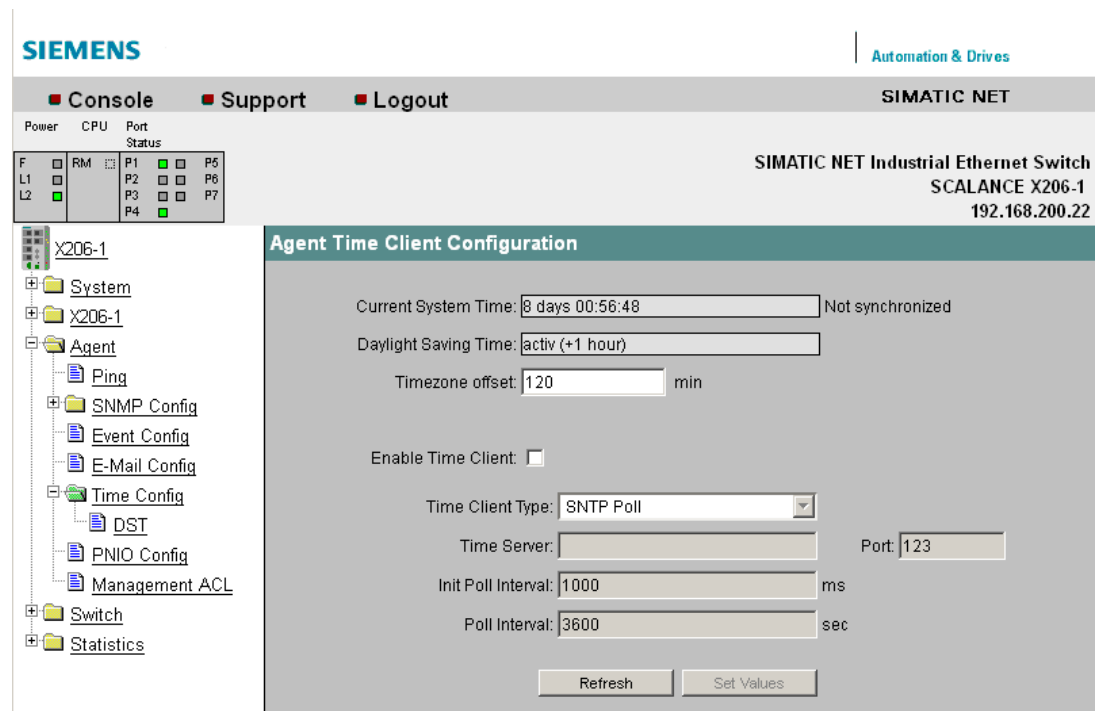 SIEMENS
Automation & Drives
Console Support Logout SIMATIC NET
Power CPU Port Status
F RM P1 P5
L1 P2 P6
L2 P3 P7
P4
SIMATIC NET Industrial Ethernet Switch
SCALANCE X206-1
192.168.200.22
X206-1
System
X206-1
Agent
Ping
SNMP Config
Event Config
E-Mail Config
Time Config
DST
PNIO Config
Management ACL
Switch
Statistics
Agent Time Client Configuration
Current System Time: 8 days 00:56:48 Not synchronized
Daylight Saving Time: activ (+1 hour)
Timezone offset: 120 min
Enable Time Client:
Time Client Type: SNTP Poll
Time Server: Port: 123
Init Poll Interval: 1000 ms
Poll Interval: 3600 sec
Refresh Set Values